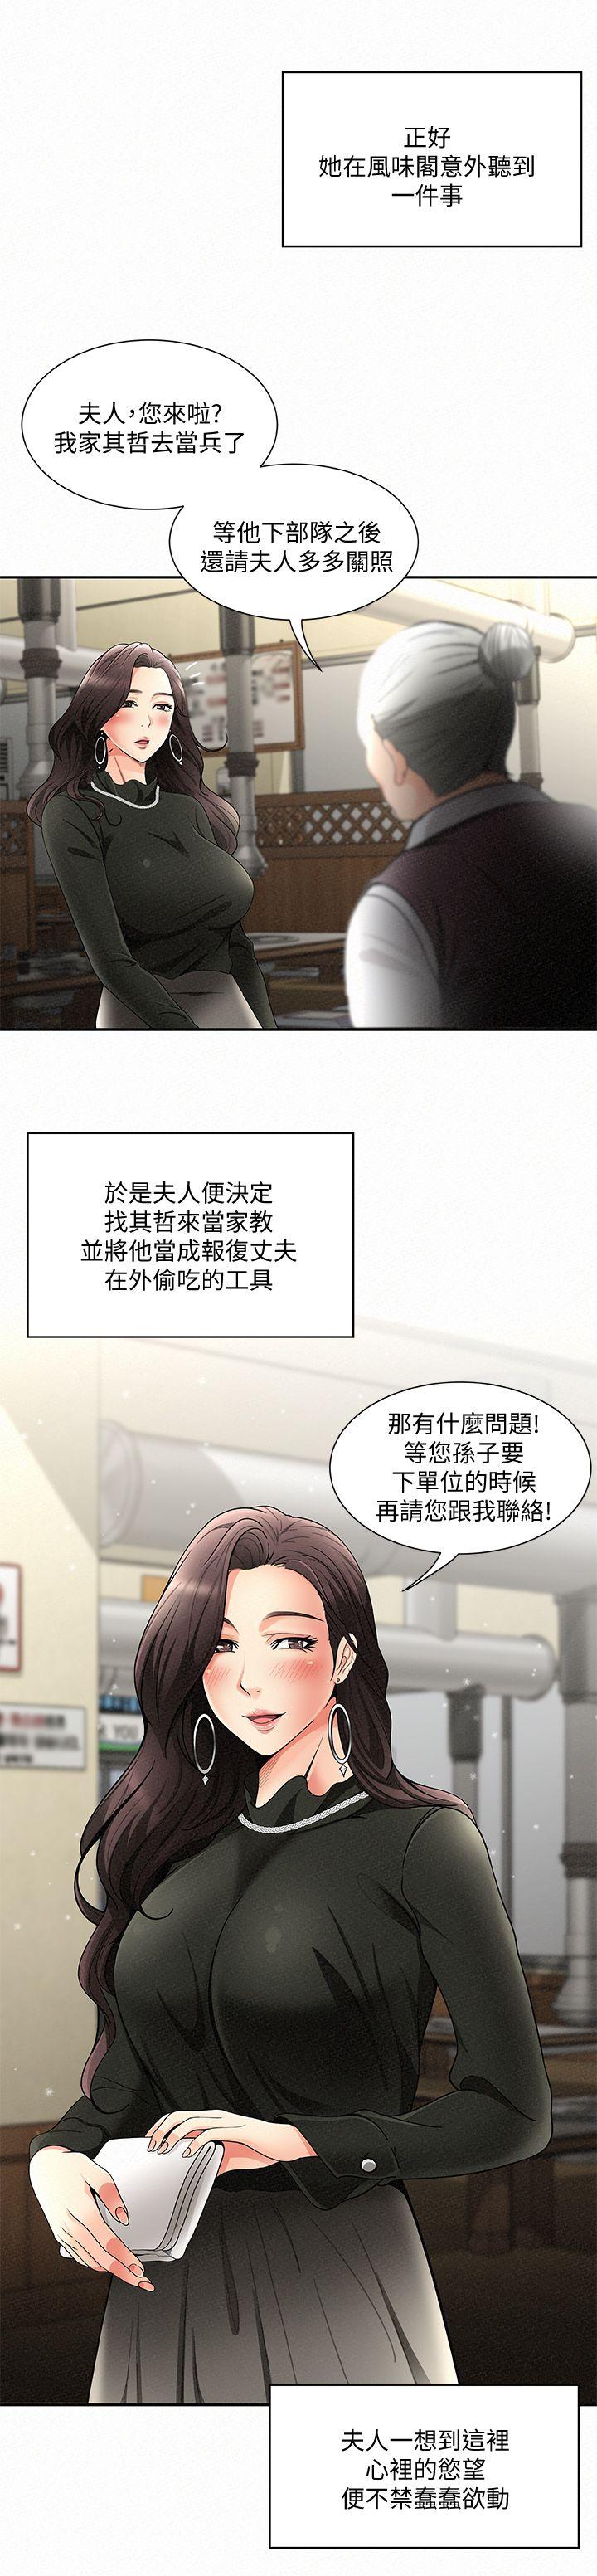 正好
她在風味閣意外聽到
一件事
夫人，您來啦?
我家其哲去當兵了
等他下部隊之後
還請夫人多多關照
於是夫人便決定
找其哲來當家教
並將他當成報復丈夫
在外偷吃的工具
那有什麼問題!
等您孫子要
下單位的時候
再請您跟我聯絡!
YOU
夫人一想到這裡
心裡的慾望
便不禁蠢蠢欲動